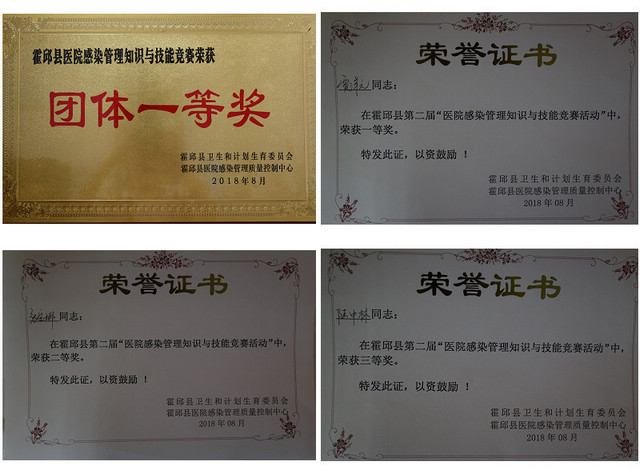 霍邱县医院感染管理知识与技能竞赛荣获
团体一等奖
霍邱县卫生和计划生育委员会
霍邱县医院感染管理质量控制中心
2018年8月
荣誉证书
同志：
在霍邱县第二届“医院感染管理知识与技能竞赛活动”中，
荣获一等奖。
特发此证，以资鼓励！
霍邱县卫生和计划生育委员会
霍邱县医院感染管理质量控制中心
2018年08月
荣誉证书
同志：
在霍邱县第二届“医院感染管理知识与技能竞赛活动”中，
荣获二等奖。
特发此证，以资鼓励！
霍邱县卫生和计划生育委员会
霍邱县医院感染管理质量控制中心
2018年08月
荣誉证书
同志：
在霍邱县第二届“医院感染管理知识与技能竞赛活动”中，
荣获三等奖。
特发此证，以资鼓励！
霍邱县卫生和计划生育委员会
霍邱县医院感染管理质量控制中心
2018年08月